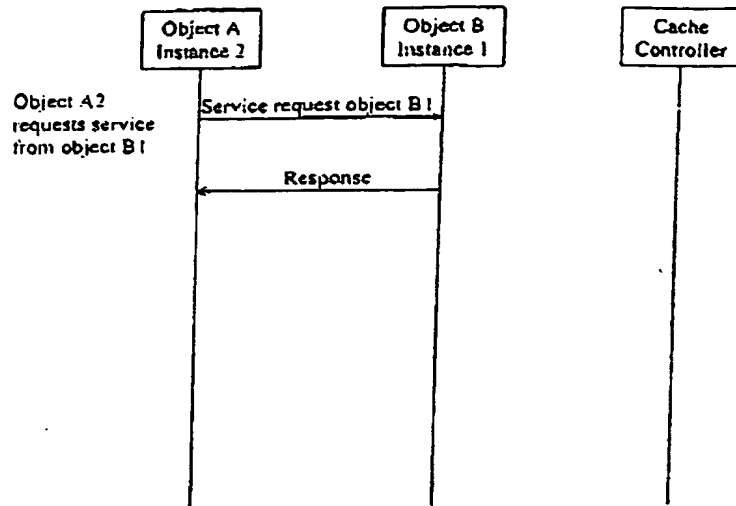 Object A
Instance 2
Object B
Instance 1
Cache
Controller
Object A2
requests service
from object B1
Service request object B1
Response